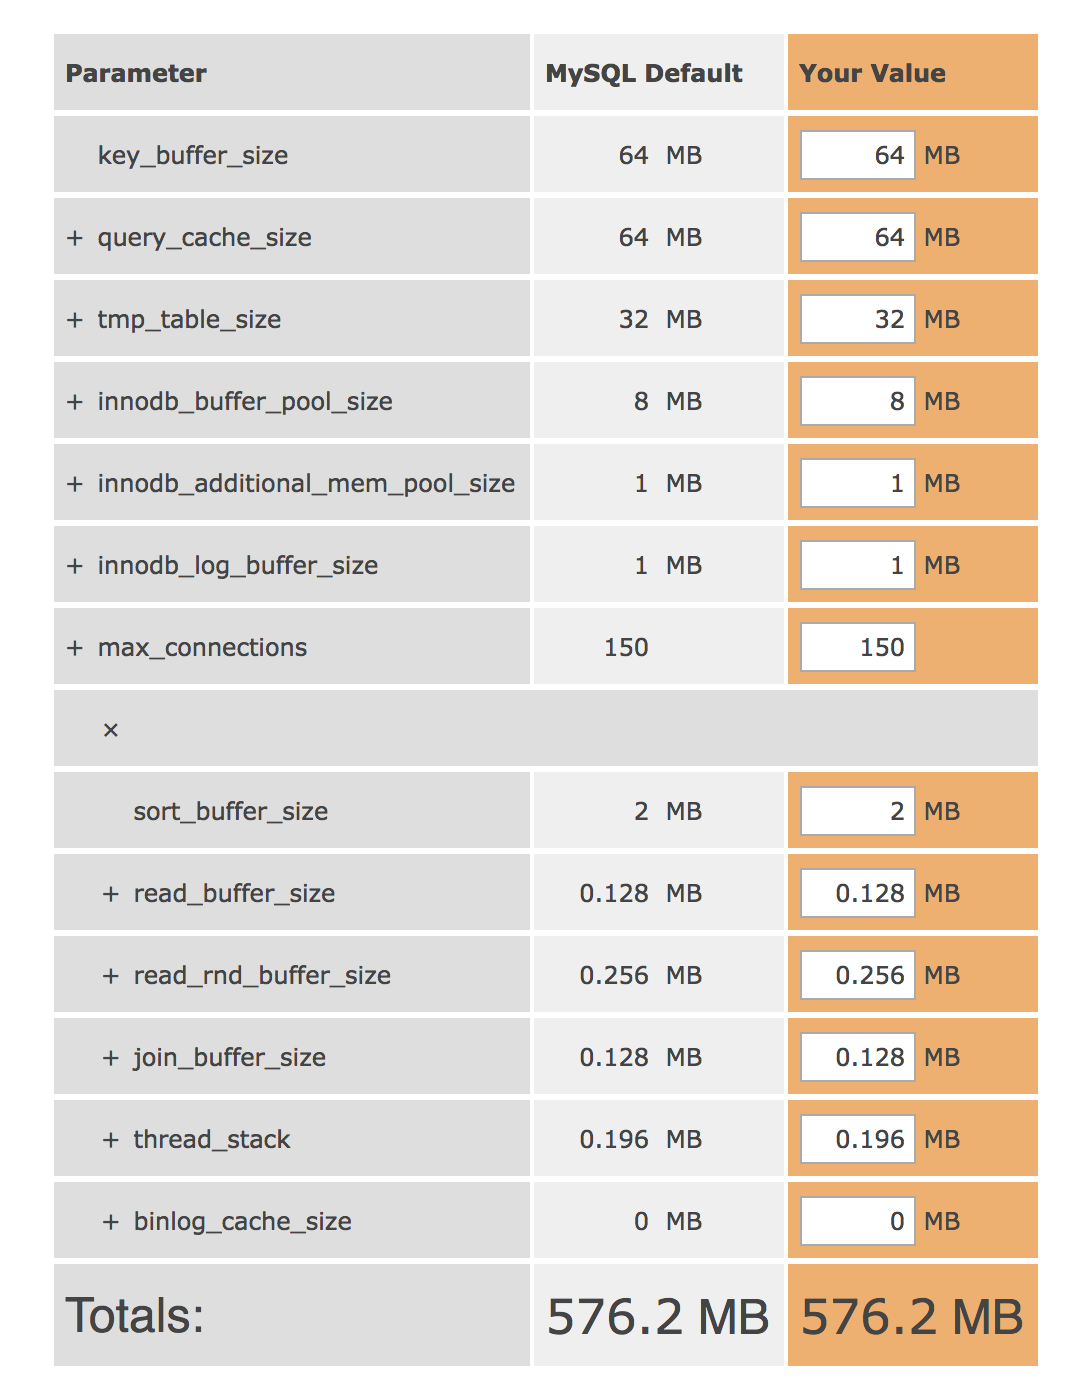 Parameter MySQL Default Your Value
key_buffer_size 64 MB 64 MB
+ query_cache_size 64 MB 64 MB
+ tmp_table_size 32 MB 32 MB
+ innodb_buffer_pool_size 8 MB 8 MB
+ innodb_additional_mem_pool_size 1 MB 1 MB
+ innodb_log_buffer_size 1 MB 1 MB
+ max_connections 150 150
×
sort_buffer_size 2 MB 2 MB
+ read_buffer_size 0.128 MB 0.128 MB
+ read_rnd_buffer_size 0.256 MB 0.256 MB
+ join_buffer_size 0.128 MB 0.128 MB
+ thread_stack 0.196 MB 0.196 MB
+ binlog_cache_size 0 MB 0 MB
Totals: 576.2 MB 576.2 MB